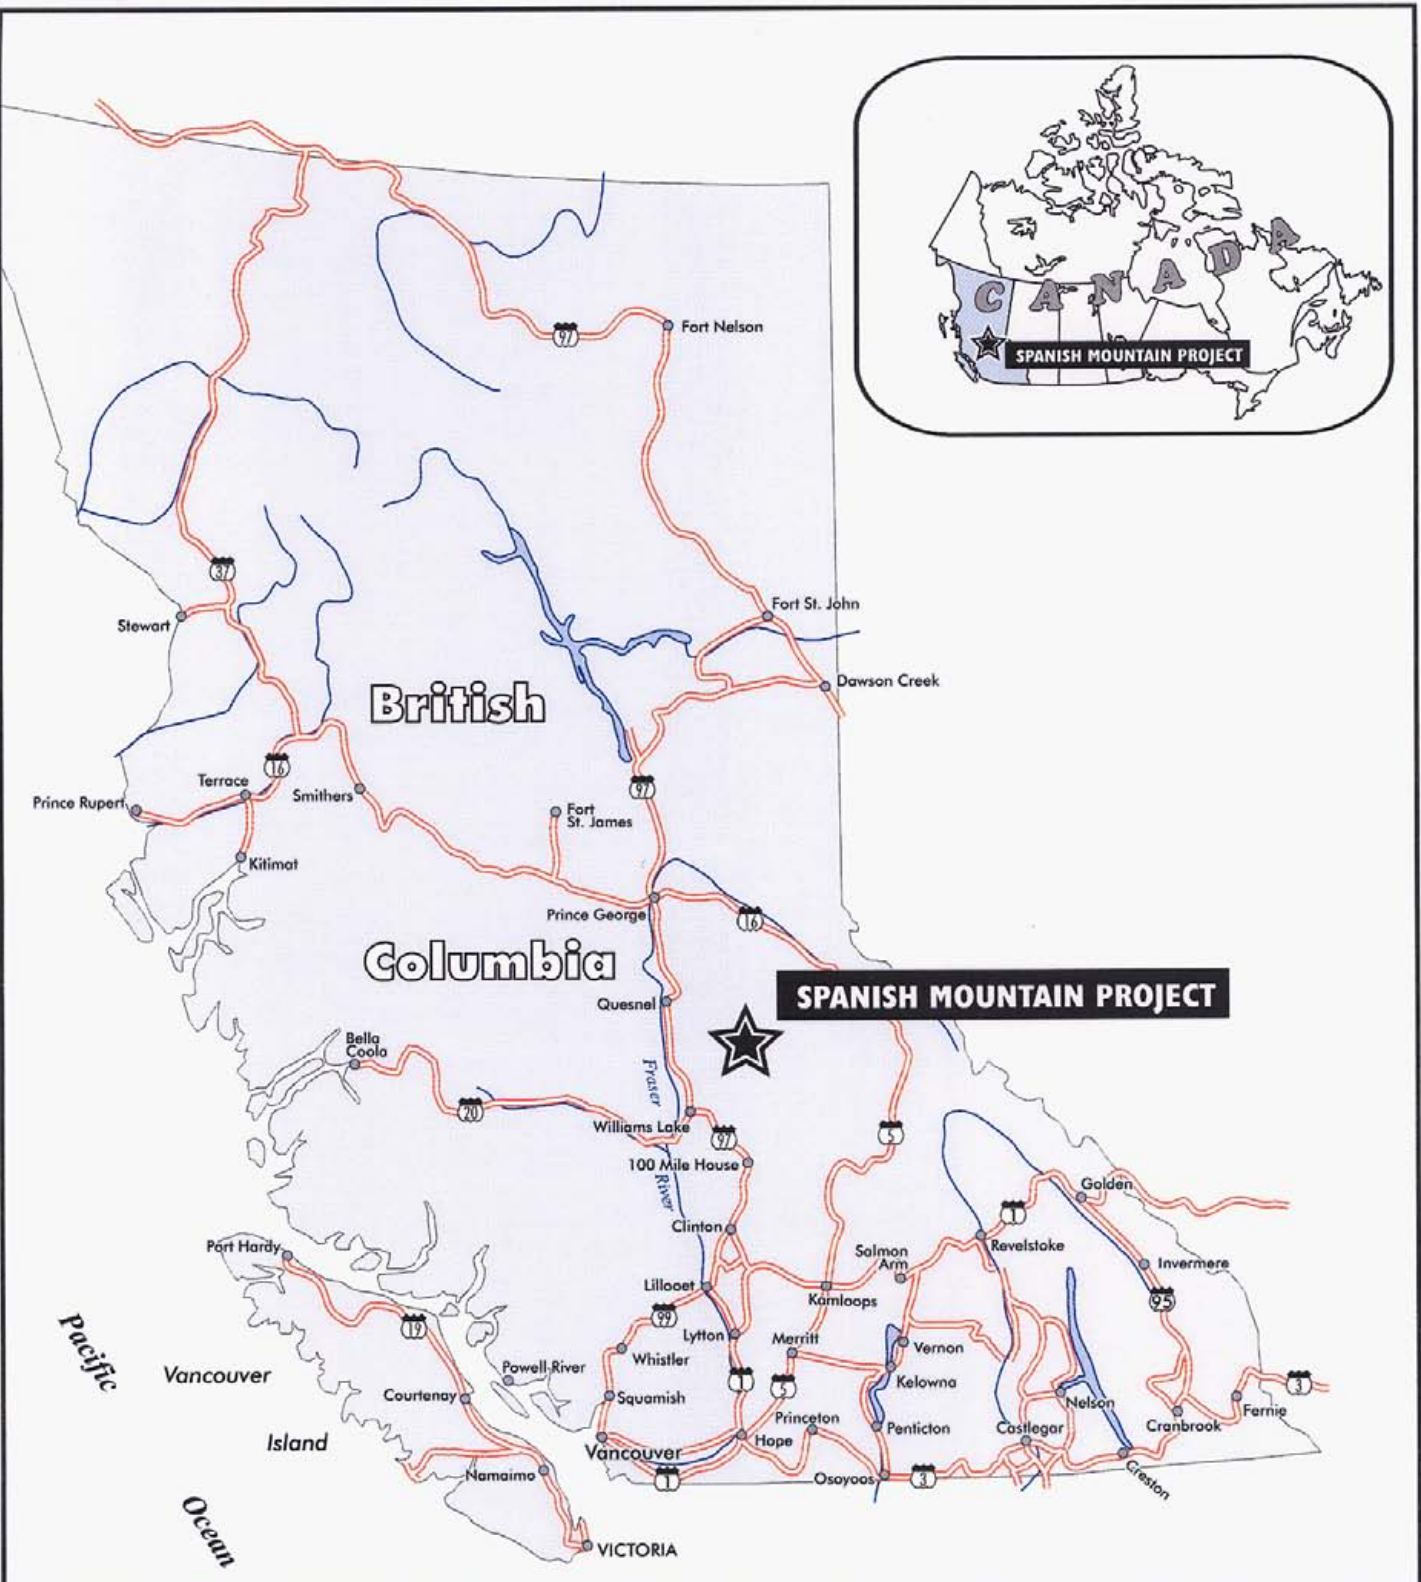 C A N A D A
SPANISH MOUNTAIN PROJECT
97
Fort Nelson
37
Stewart
Fort St. John
Dawson Creek
British
16
Terrace
Prince Rupert
Smithers
97
Fort
St. James
Kitimat
Prince George
16
Columbia
SPANISH MOUNTAIN PROJECT
Quesnel
Bella
Coola
Fraser
20
Williams Lake
97
5
100 Mile House
River
Golden
1
Clinton
Port Hardy
Salmon
Arm
Revelstoke
Invermere
Lillooet
Kamloops
95
99
19
Lytton
Merritt
Pacific
Vancouver
Whistler
Vernon
Powell River
1
5
Kelowna
3
Courtenay
Squamish
Nelson
Fernie
Princeton
Cranbrook
Island
Hope
Penticton
Castlegar
Vancouver
Namaimo
1
Osoyoos
3
Creston
Ocean
VICTORIA